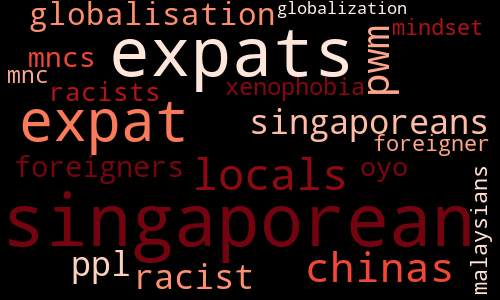 globalisation
globalization
expats
mindset
mncs
pwm
mnc
racists
xenophobia
expat
singaporeans
foreigner
foreigners
locals
oyo
malaysians
singaporean
ppl
racist
chinas